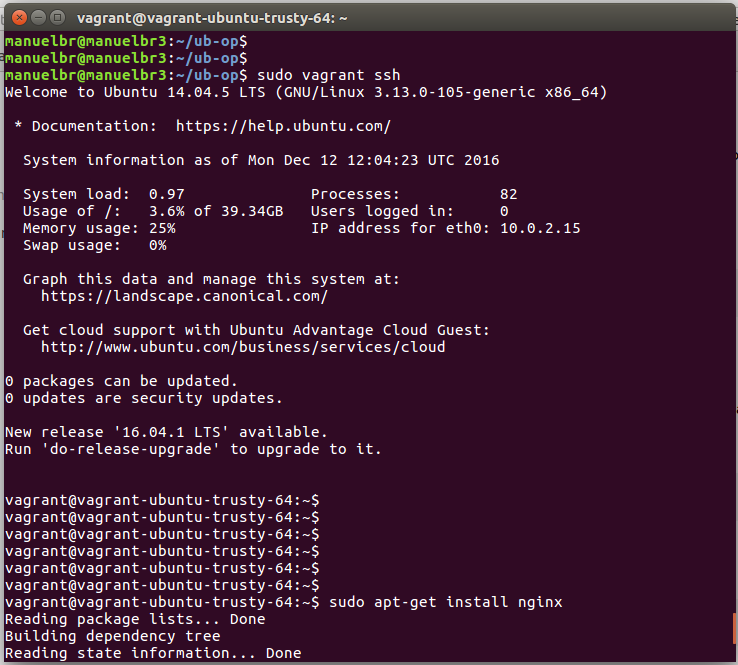 vagrant@vagrant-ubuntu-trusty-64: ~
manuelbr@manuelbr3:~/ub-op$
manuelbr@manuelbr3:~/ub-op$
manuelbr@manuelbr3:~/ub-op$ sudo vagrant ssh
Welcome to Ubuntu 14.04.5 LTS (GNU/Linux 3.13.0-105-generic x86_64)
* Documentation:  https://help.ubuntu.com/
System information as of Mon Dec 12 12:04:23 UTC 2016
System load:  0.97              Processes:           82
Usage of /:   3.6% of 39.34GB   Users logged in:     0
Memory usage: 25%               IP address for eth0: 10.0.2.15
Swap usage:   0%
Graph this data and manage this system at:
https://landscape.canonical.com/
Get cloud support with Ubuntu Advantage Cloud Guest:
http://www.ubuntu.com/business/services/cloud
0 packages can be updated.
0 updates are security updates.
New release '16.04.1 LTS' available.
Run 'do-release-upgrade' to upgrade to it.
vagrant@vagrant-ubuntu-trusty-64:~$
vagrant@vagrant-ubuntu-trusty-64:~$
vagrant@vagrant-ubuntu-trusty-64:~$
vagrant@vagrant-ubuntu-trusty-64:~$
vagrant@vagrant-ubuntu-trusty-64:~$
vagrant@vagrant-ubuntu-trusty-64:~$
vagrant@vagrant-ubuntu-trusty-64:~$ sudo apt-get install nginx
Reading package lists... Done
Building dependency tree
Reading state information... Done